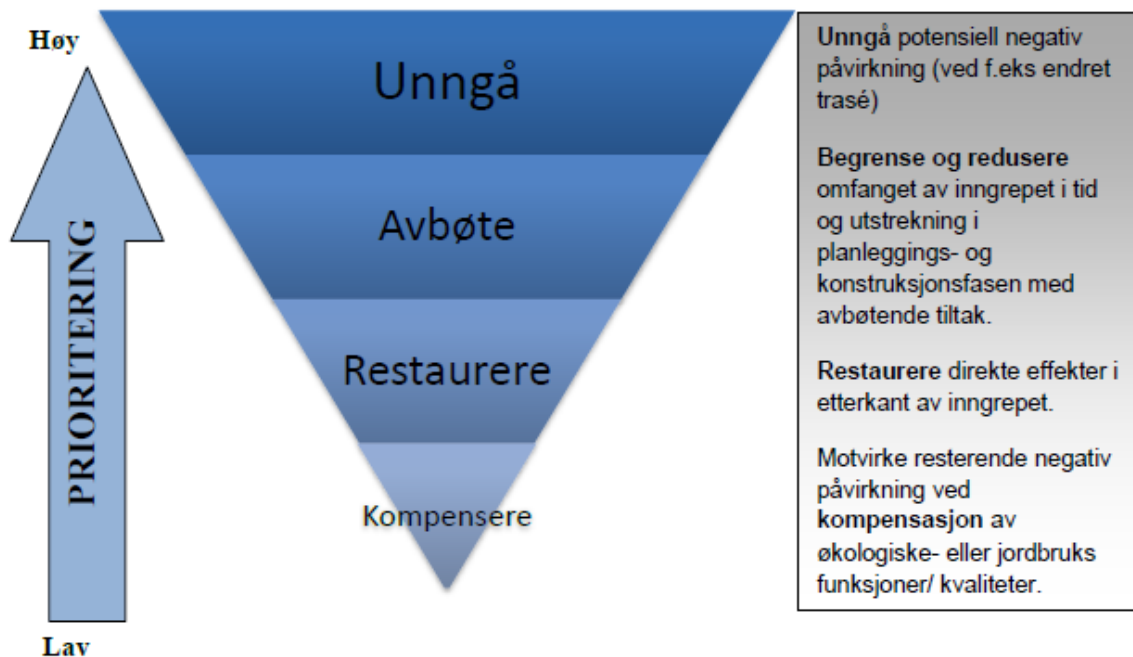 Høy
PRIORITERING
Lav
Unngå
Avbøte
Restaurere
Kompensere
Unngå potensiell negativ
påvirkning (ved f.eks endret
trasé)
Begrense og redusere
omfanget av inngrepet i tid
og utstrekning i
planleggings- og
konstruksjonsfasen med
avbøtende tiltak.
Restaurere direkte effekter i
etterkant av inngrepet.
Motvirke resterende negativ
påvirkning ved
kompensasjon av
økologiske- eller jordbruks
funksjoner/ kvaliteter.